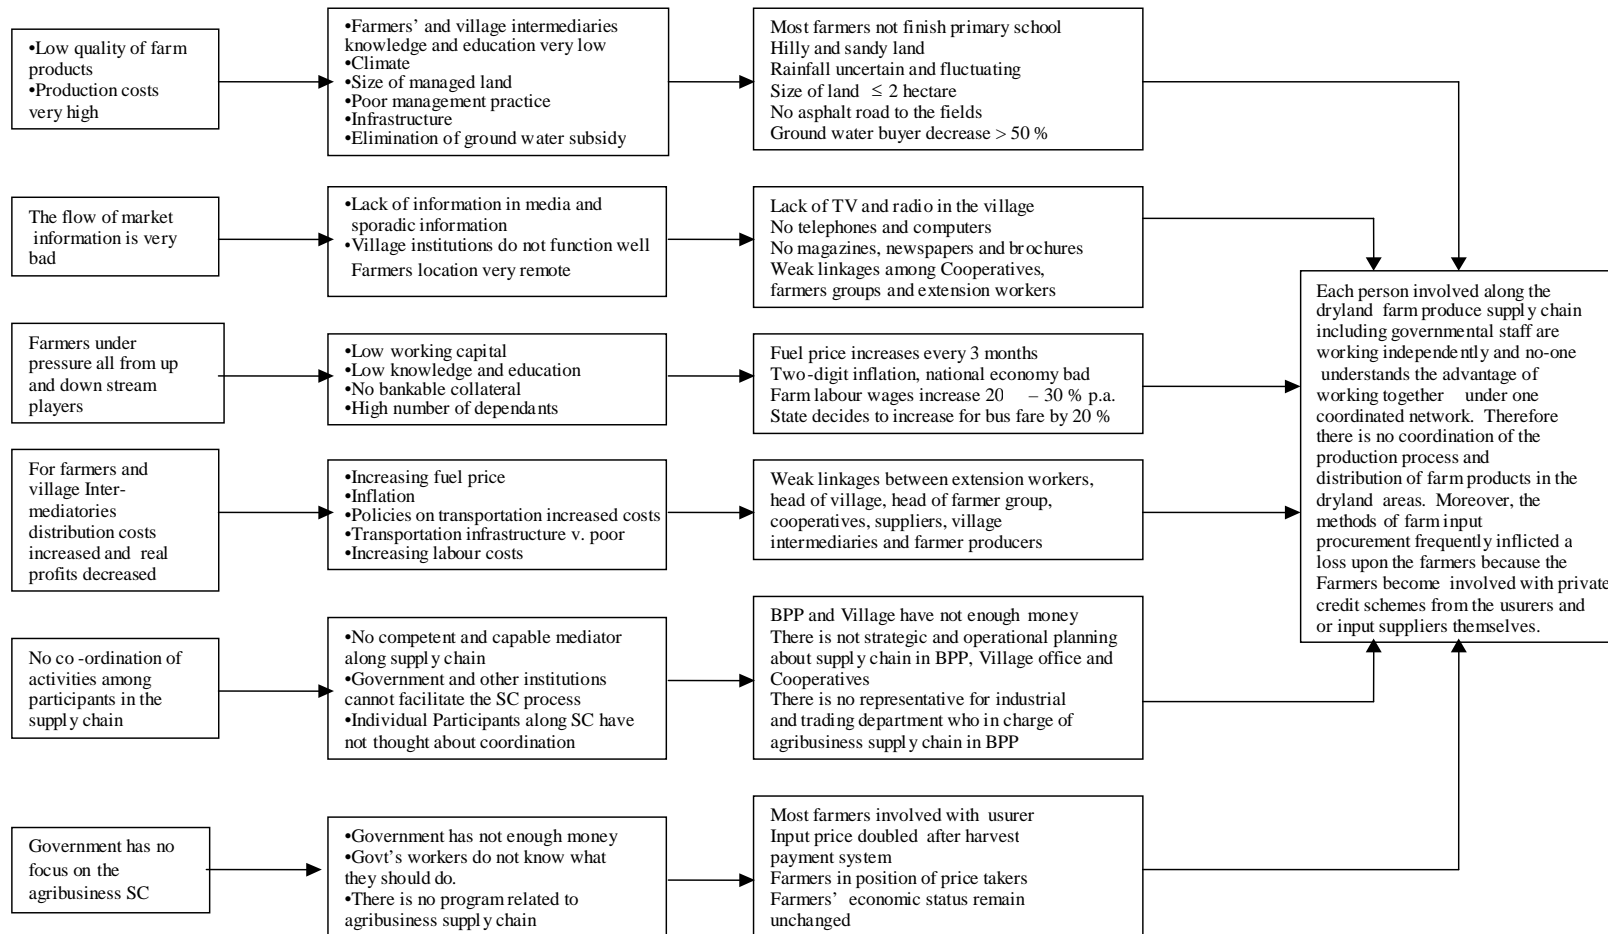 •Low quality of farm
products
•Production costs
very high
•Farmers' and village intermediaries
knowledge and education very low
•Climate
•Size of managed land
•Poor management practice
•Infrastructure
•Elimination of ground water subsidy
Most farmers not finish primary school
Hilly and sandy land
Rainfall uncertain and fluctuating
Size of land ≤ 2 hectare
No asphalt road to the fields
Ground water buyer decrease > 50 %
The flow of market
information is very
bad
•Lack of information in media and
sporadic information
•Village institutions do not function well
Farmers location very remote
Lack of TV and radio in the village
No telephones and computers
No magazines, newspapers and brochures
Weak linkages among Cooperatives,
farmers groups and extension workers
Farmers under
pressure all from up
and down stream
players
•Low working capital
•Low knowledge and education
•No bankable collateral
•High number of dependants
Fuel price increases every 3 months
Two-digit inflation, national economy bad
Farm labour wages increase 20 – 30 % p.a.
State decides to increase for bus fare by 20 %
For farmers and
village Inter-
mediatories
distribution costs
increased and real
profits decreased
•Increasing fuel price
•Inflation
•Policies on transportation increased costs
•Transportation infrastructure v. poor
•Increasing labour costs
Weak linkages between extension workers,
head of village, head of farmer group,
cooperatives, suppliers, village
intermediaries and farmer producers
No co -ordination of
activities among
participants in the
supply chain
•No competent and capable mediator
along supply chain
•Government and other institutions
cannot facilitate the SC process
•Individual Participants along SC have
not thought about coordination
BPP and Village have not enough money
There is not strategic and operational planning
about supply chain in BPP, Village office and
Cooperatives
There is no representative for industrial
and trading department who in charge of
agribusiness supply chain in BPP
Government has no
focus on the
agribusiness SC
•Government has not enough money
•Govt's workers do not know what
they should do.
•There is no program related to
agribusiness supply chain
Most farmers involved with usurer
Input price doubled after harvest
payment system
Farmers in position of price takers
Farmers' economic status remain
unchanged
Each person involved along the
dryland farm produce supply chain
including governmental staff are
working independently and no-one
understands the advantage of
working together under one
coordinated network. Therefore
there is no coordination of the
production process and
distribution of farm products in the
dryland areas. Moreover, the
methods of farm input
procurement frequently inflicted a
loss upon the farmers because the
Farmers become involved with private
credit schemes from the usurers and
or input suppliers themselves.